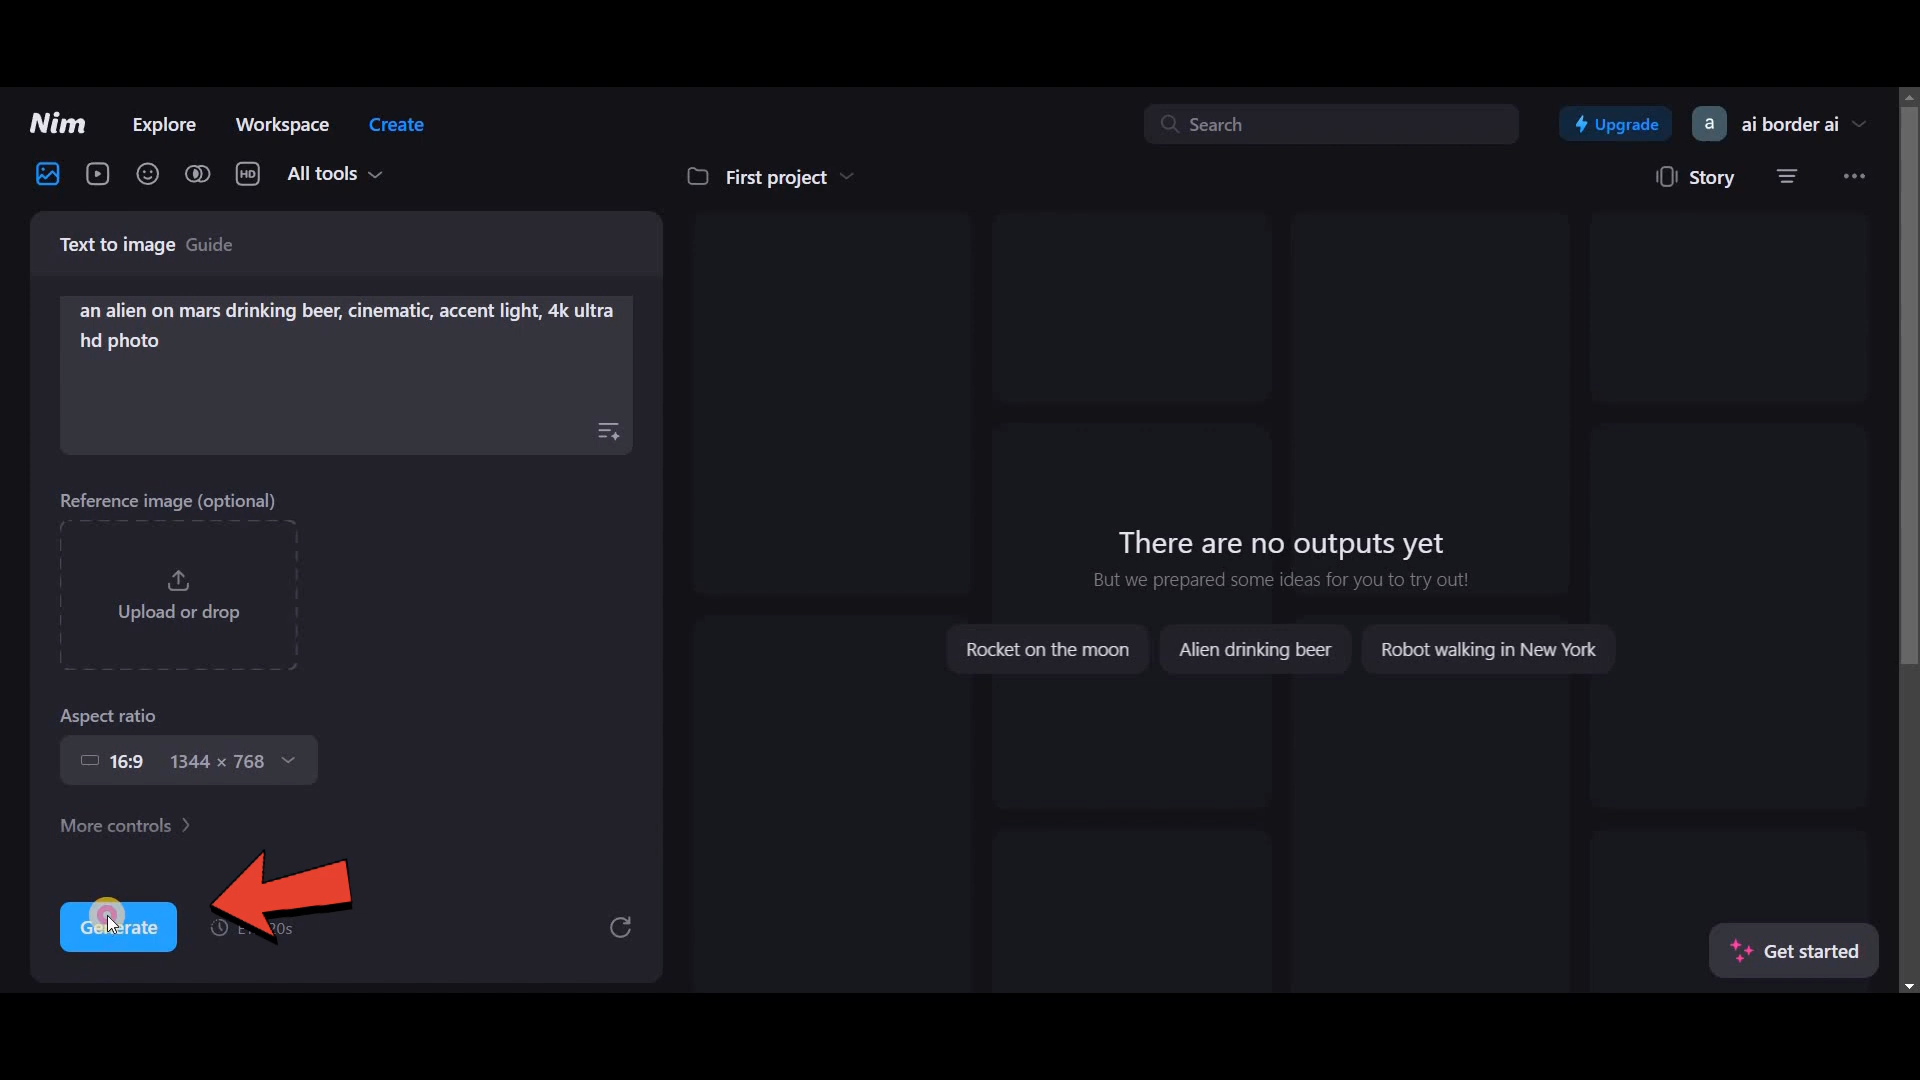 Nim
Explore
Workspace
Create
Search
Upgrade
a
ai border ai
HD
All tools
First project
Story
Text to image Guide
an alien on mars drinking beer, cinematic, accent light, 4k ultra
hd photo
Reference image (optional)
Upload or drop
Aspect ratio
16:9 1344 × 768
More controls
Generate
20s
There are no outputs yet
But we prepared some ideas for you to try out!
Rocket on the moon
Alien drinking beer
Robot walking in New York
Get started